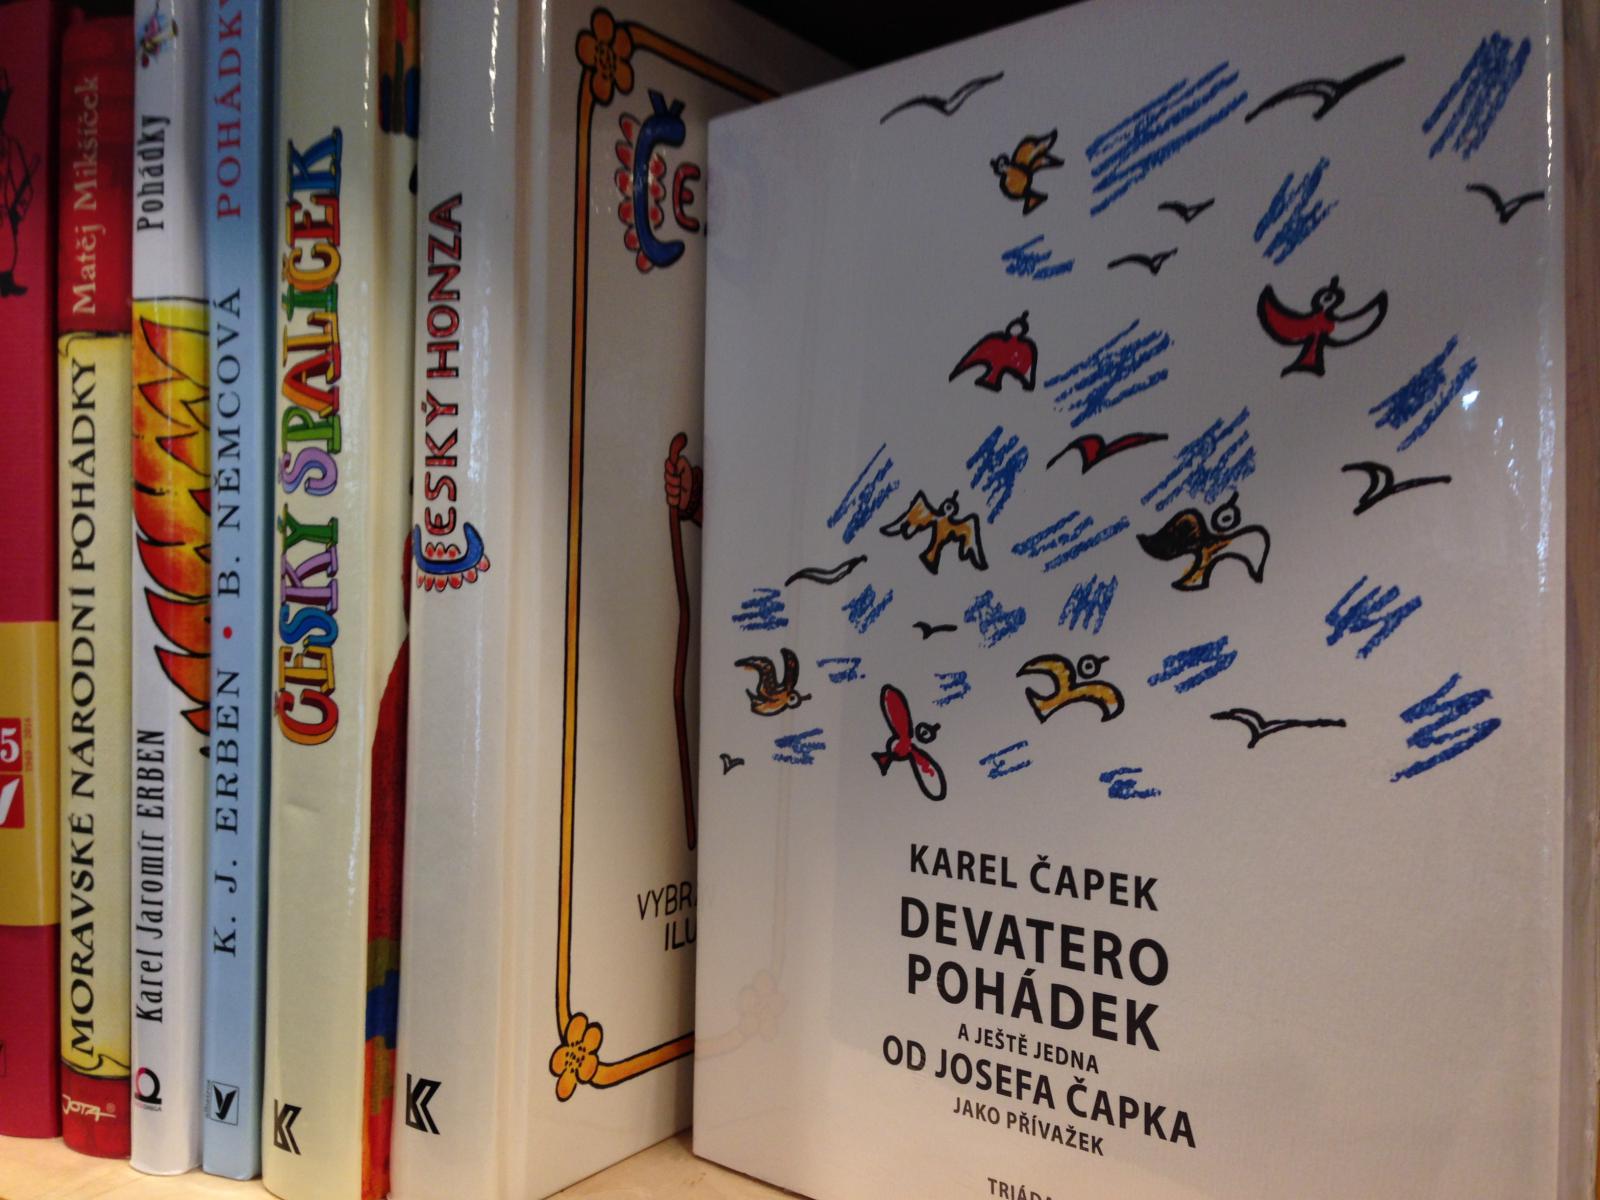 Matěj Mikšíček
MORAVSKÉ NÁRODNÍ POHÁDKY
JOTA
Karel Jaromír ERBEN
Pohádky
K. J. ERBEN • B. NĚMCOVÁ
POHÁDKY
ČESKÝ ŠPALÍČEK
ČESKÝ HONZA
KAREL ČAPEK
DEVATERO
POHÁDEK
A JEŠTĚ JEDNA
OD JOSEFA ČAPKA
JAKO PŘÍVAŽEK